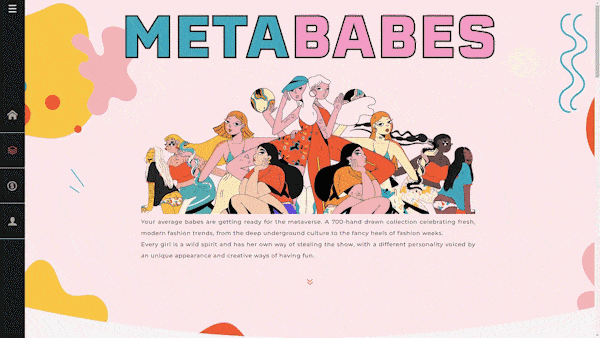 METABABES
Your average babes are getting ready for the metaverse. A 700-hand drawn collection celebrating fresh,
modern fashion trends, from the deep underground culture to the fancy heels of fashion weeks.
Every girl is a wild spirit and has her own way of stealing the show, with a different personality voiced by
an unique appearance and creative ways of having fun.